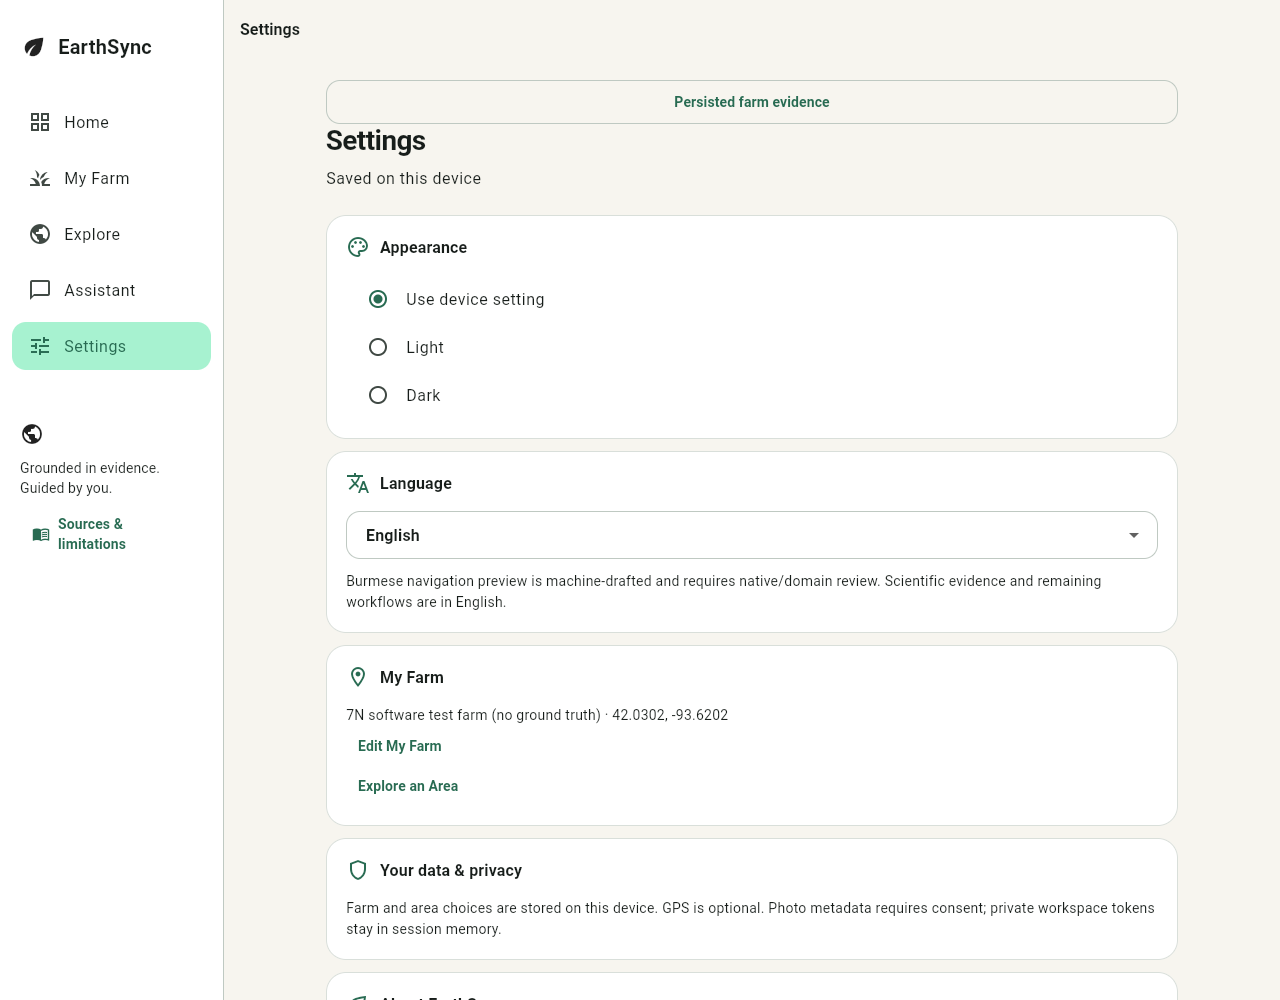 EarthSync
Home
My Farm
Explore
Assistant
Settings
Grounded in evidence.
Guided by you.
Sources &
limitations
Settings
Persisted farm evidence
Settings
Saved on this device
Appearance
Use device setting
Light
Dark
Language
English
Burmese navigation preview is machine-drafted and requires native/domain review. Scientific evidence and remaining
workflows are in English.
My Farm
7N software test farm (no ground truth) · 42.0302, -93.6202
Edit My Farm
Explore an Area
Your data & privacy
Farm and area choices are stored on this device. GPS is optional. Photo metadata requires consent; private workspace tokens
stay in session memory.